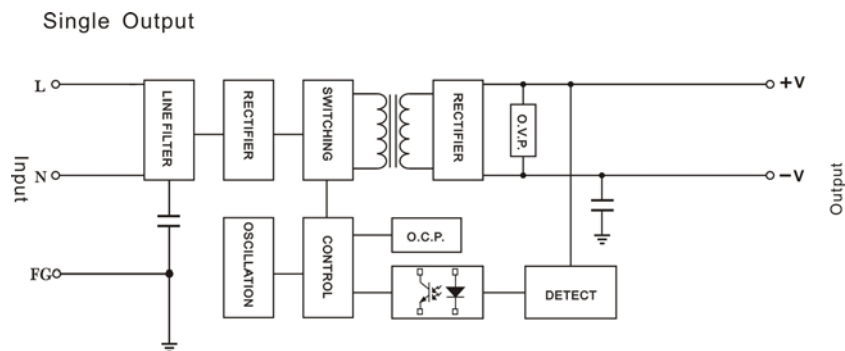 Single Output
L
LINE FILTER
RECTIFIER
SWITCHING
RECTIFIER
O.V.P.
+V
Input
N
-V
Output
OSCILLATION
CONTROL
O.C.P.
FG
DETECT